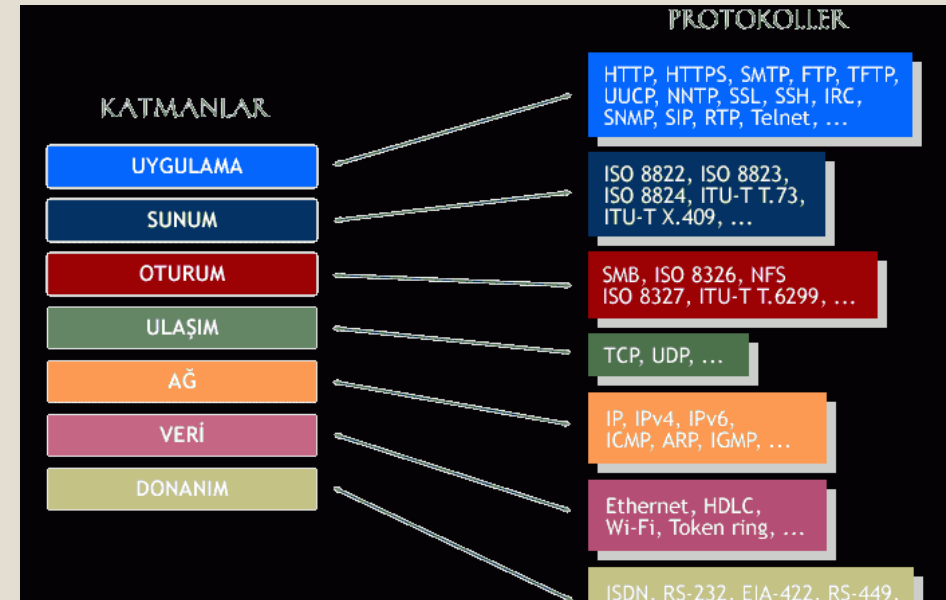 PROTOKOLLER
KATMANLAR
HTTP, HTTPS, SMTP, FTP, TFTP,
UUCP, NNTP, SSL, SSH, IRC,
SNMP, SIP, RTP, Telnet, ...
UYGULAMA
ISO 8822, ISO 8823,
ISO 8824, ITU-T T.73,
ITU-T X.409, ...
SUNUM
SMB, ISO 8326, NFS
ISO 8327, ITU-T T.6299, ...
OTURUM
TCP, UDP, ...
ULAŞIM
IP, IPv4, IPv6,
ICMP, ARP, IGMP, ...
AĞ
Ethernet, HDLC,
Wi-Fi, Token ring, ...
VERİ
ISDN, RS-232, EIA-422, RS-449,
DONANIM